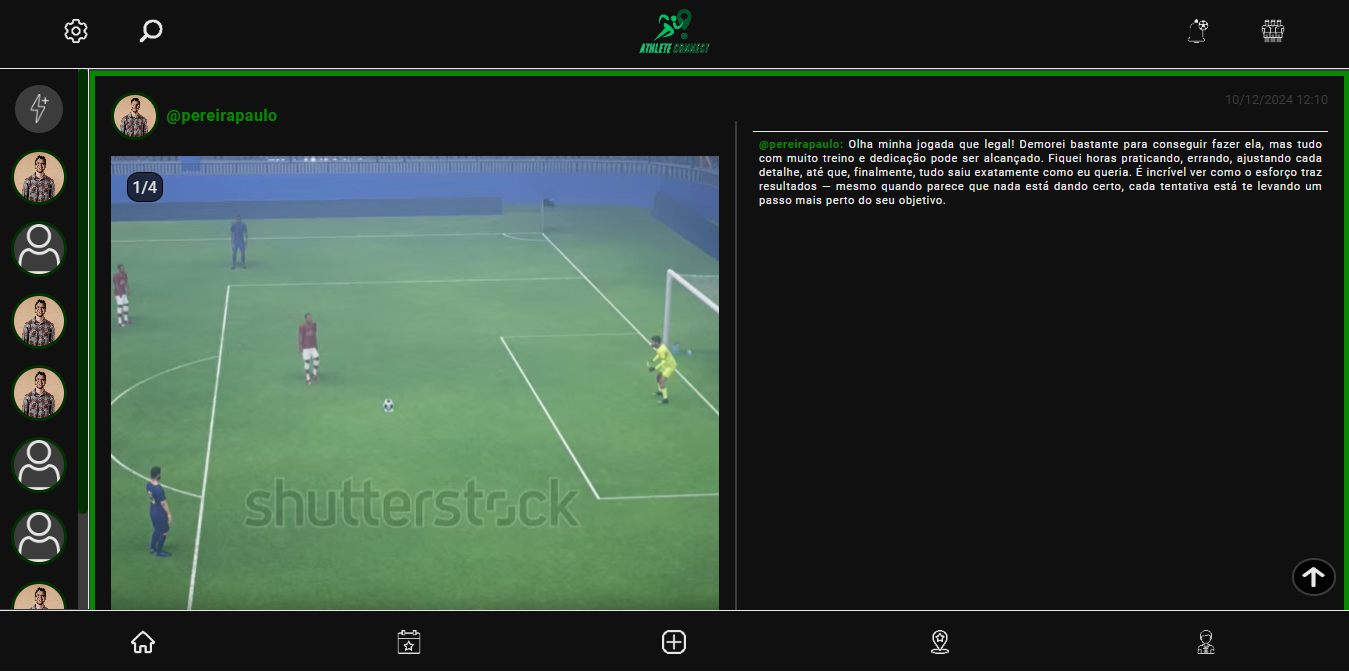 ATHLETE CONNECT
10/12/2024 12:10
@pereirapaulo
@pereirapaulo: Olha minha jogada que legal! Demorei bastante para conseguir fazer ela, mas tudo
com muito treino e dedicação pode ser alcançado. Fiquei horas praticando, errando, ajustando cada
detalhe, até que, finalmente, tudo saiu exatamente como eu queria. É incrível ver como o esforço traz
resultados — mesmo quando parece que nada está dando certo, cada tentativa está te levando um
passo mais perto do seu objetivo.
1/4
shutterstock